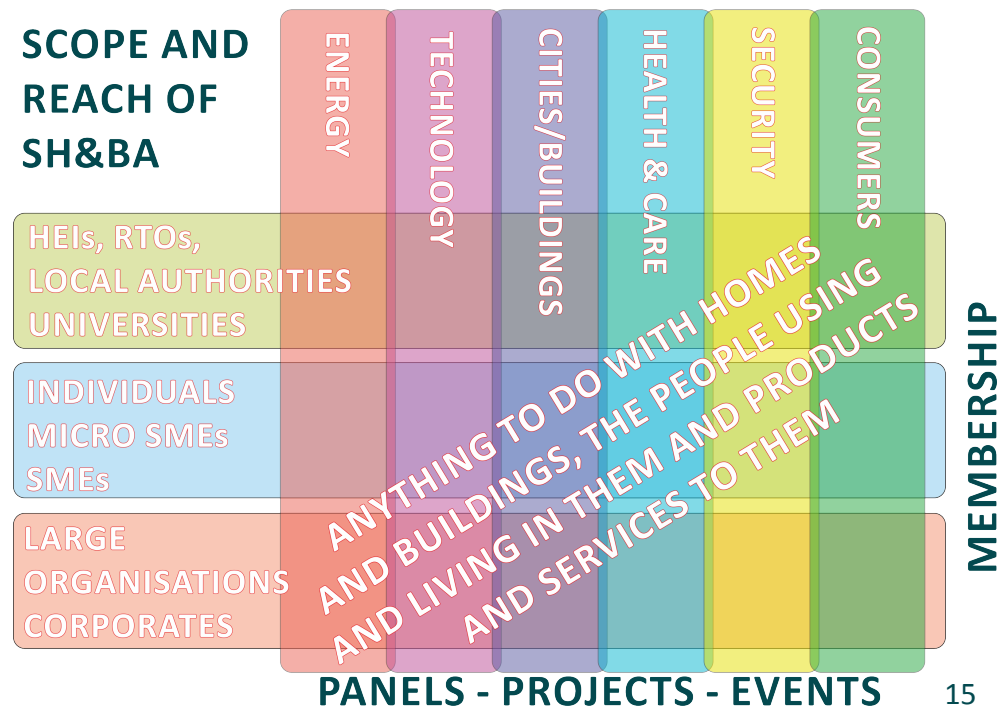 SCOPE AND
REACH OF
SH&BA
ENERGY
TECHNOLOGY
CITIES/BUILDINGS
HEALTH & CARE
SECURITY
CONSUMERS
HEIs, RTOs,
LOCAL AUTHORITIES
UNIVERSITIES
INDIVIDUALS
MICRO SMEs
SMEs
LARGE
ORGANISATIONS
CORPORATES
ANYTHING TO DO WITH HOMES
AND BUILDINGS, THE PEOPLE USING
AND LIVING IN THEM AND PRODUCTS
AND SERVICES TO THEM
MEMBERSHIP
PANELS - PROJECTS - EVENTS
15